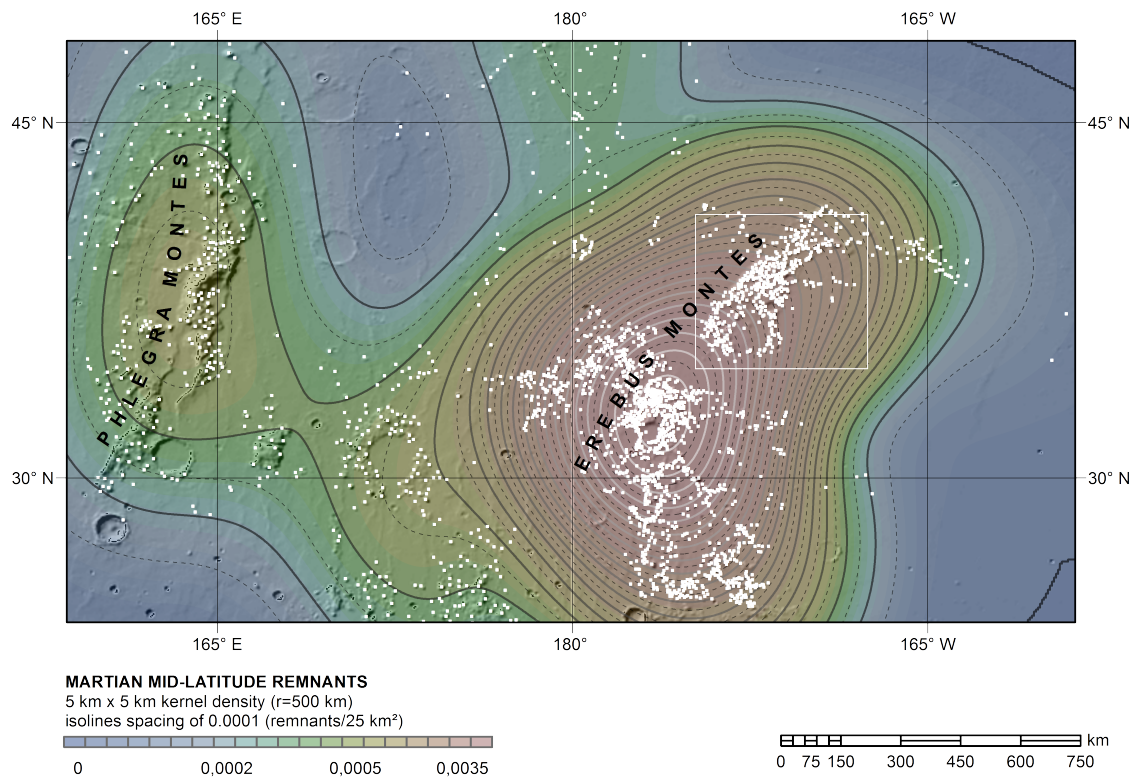 165° E 180° 165° W
45° N 45° N
PHLEGRA MONTES
EREBUS MONTES
30° N 30° N
165° E 180° 165° W
MARTIAN MID-LATITUDE REMNANTS
5 km x 5 km kernel density (r=500 km)
isolines spacing of 0.0001 (remnants/25 km²)
0 0,0002 0,0005 0,0035
km
0 75 150 300 450 600 750